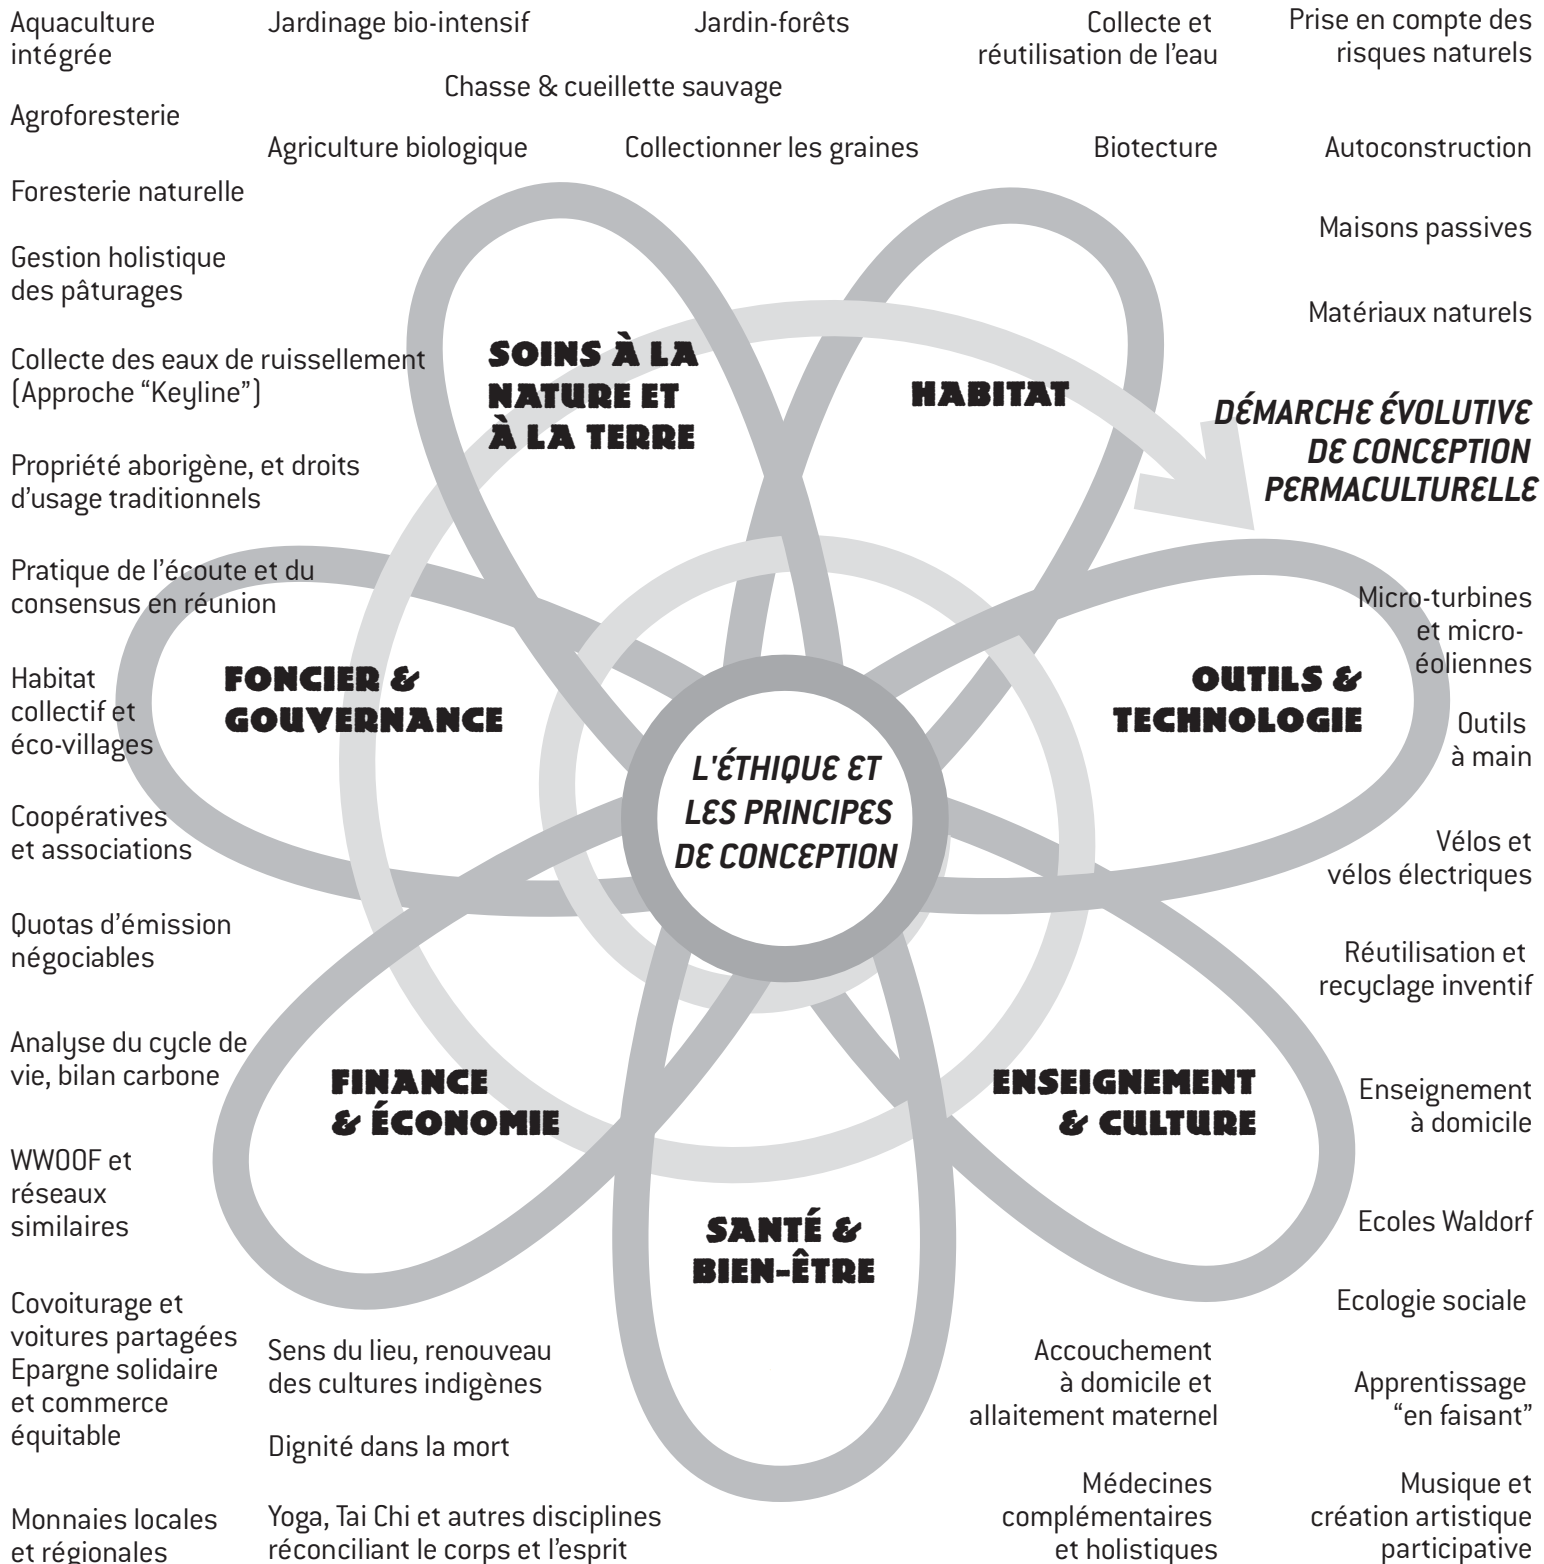 Aquaculture
intégrée
Jardinage bio-intensif
Jardin-forêts
Collecte et
réutilisation de l’eau
Prise en compte des
risques naturels
Chasse & cueillette sauvage
Agroforesterie
Agriculture biologique
Collectionner les graines
Biotecture
Autoconstruction
Foresterie naturelle
Maisons passives
Gestion holistique
des pâturages
Matériaux naturels
Collecte des eaux de ruissellement
(Approche “Keyline”)
SOINS À LA
NATURE ET
À LA TERRE
HABITAT
DÉMARCHE ÉVOLUTIVE
DE CONCEPTION
PERMACULTURELLE
Propriété aborigène, et droits
d’usage traditionnels
Pratique de l’écoute et du
consensus en réunion
Micro-turbines
et micro-
éoliennes
Habitat
collectif et
éco-villages
FONCIER &
GOUVERNANCE
OUTILS &
TECHNOLOGIE
Outils
à main
L'ÉTHIQUE ET
LES PRINCIPES
DE CONCEPTION
Coopératives
et associations
Vélos et
vélos électriques
Quotas d’émission
négociables
Réutilisation et
recyclage inventif
Analyse du cycle de
vie, bilan carbone
FINANCE
& ÉCONOMIE
ENSEIGNEMENT
& CULTURE
Enseignement
à domicile
WWOOF et
réseaux
similaires
SANTÉ &
BIEN-ÊTRE
Ecoles Waldorf
Ecologie sociale
Covoiturage et
voitures partagées
Epargne solidaire
et commerce
équitable
Sens du lieu, renouveau
des cultures indigènes
Accouchement
à domicile et
allaitement maternel
Apprentissage
“en faisant”
Dignité dans la mort
Monnaies locales
et régionales
Yoga, Tai Chi et autres disciplines
réconciliant le corps et l’esprit
Médecines
complémentaires
et holistiques
Musique et
création artistique
participative